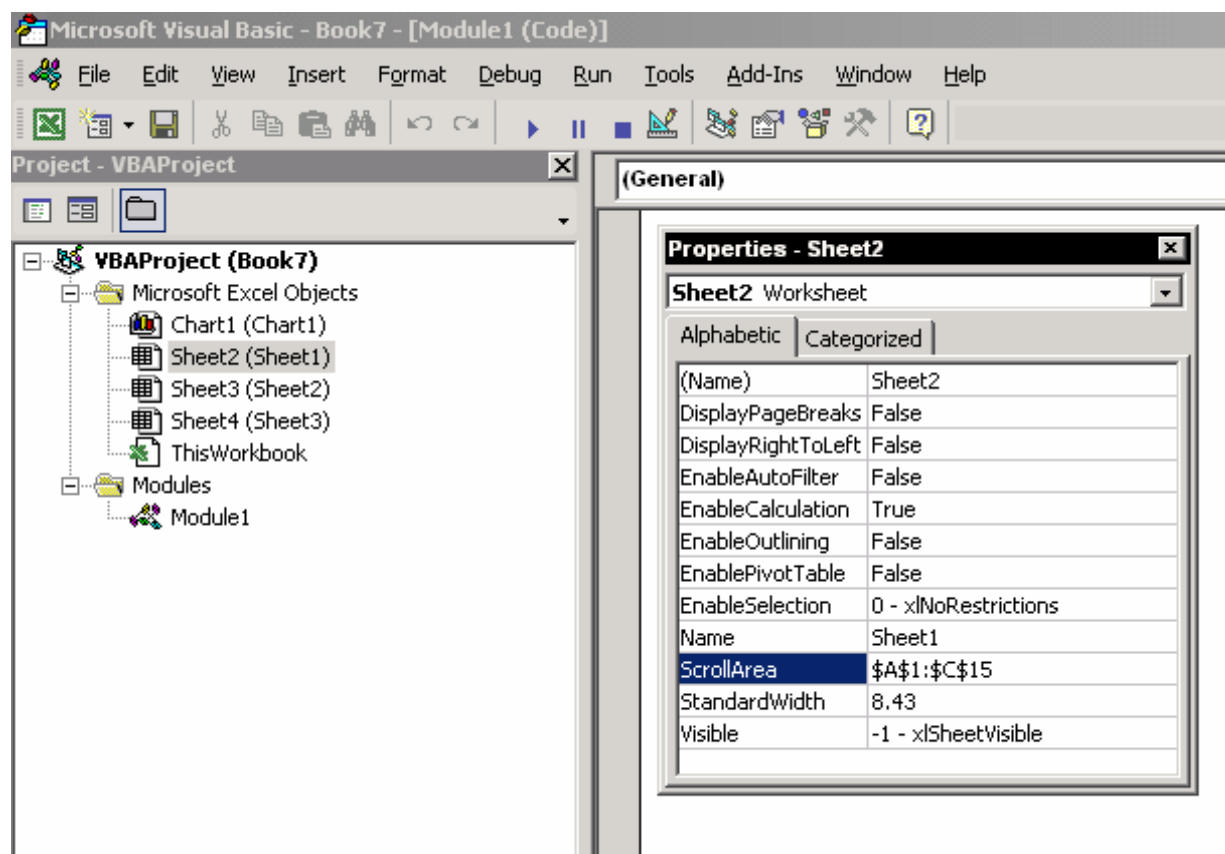 Microsoft Visual Basic - Book7 - [Module1 (Code)]
File Edit View Insert Format Debug Run Tools Add-Ins Window Help
Project - VBAProject
VBAProject (Book7)
Microsoft Excel Objects
Chart1 (Chart1)
Sheet2 (Sheet1)
Sheet3 (Sheet2)
Sheet4 (Sheet3)
ThisWorkbook
Modules
Module1
(General)
Properties - Sheet2
Sheet2 Worksheet
Alphabetic Categorized
(Name) Sheet2
DisplayPageBreaks False
DisplayRightToLeft False
EnableAutoFilter False
EnableCalculation True
EnableOutlining False
EnablePivotTable False
EnableSelection 0 - xlNoRestrictions
Name Sheet1
ScrollArea $A$1:$C$15
StandardWidth 8.43
Visible -1 - xlSheetVisible